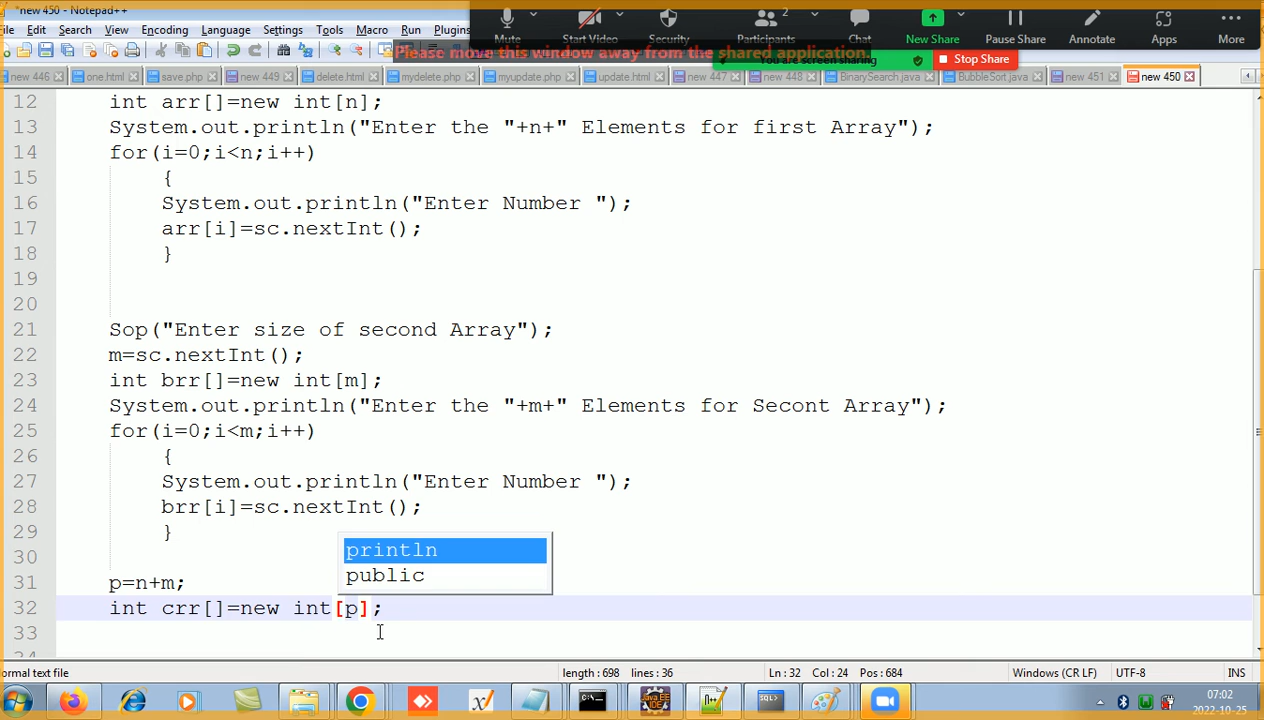 *new 450 - Notepad++
File Edit Search View Encoding Language Settings Tools Macro Run Plugins
Mute Start Video Security Participants 2 Chat New Share Pause Share Annotate Apps More
Please move this window away from the shared application.
You are screen sharing Stop Share
new 446 one.html save.php new 449 delete.html mydelete.php myupdate.php update.html new 447 new 448 BinarySearch.java BubbleSort.java new 451 new 450
12 int arr[]=new int[n];
13 System.out.println("Enter the "+n+" Elements for first Array");
14 for(i=0;i<n;i++)
15 {
16 System.out.println("Enter Number ");
17 arr[i]=sc.nextInt();
18 }
19
20
21 Sop("Enter size of second Array");
22 m=sc.nextInt();
23 int brr[]=new int[m];
24 System.out.println("Enter the "+m+" Elements for Secont Array");
25 for(i=0;i<m;i++)
26 {
27 System.out.println("Enter Number ");
28 brr[i]=sc.nextInt();
29 }
println
30
public
31 p=n+m;
32 int crr[]=new int[p];
33
ormal text file length : 698 lines : 36 Ln : 32 Col : 24 Pos : 684 Windows (CR LF) UTF-8 INS
07:02
2022-10-25